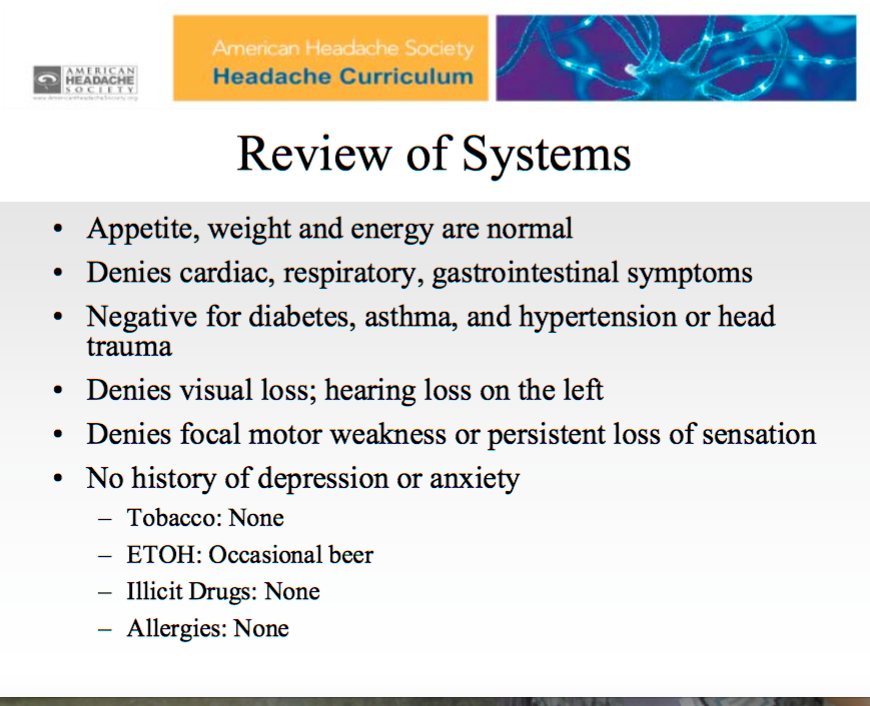 American Headache Society
Headache Curriculum
AMERICAN
HEADACHE
SOCIETY
www.AmericanHeadacheSociety.org
Review of Systems
• Appetite, weight and energy are normal
• Denies cardiac, respiratory, gastrointestinal symptoms
• Negative for diabetes, asthma, and hypertension or head
trauma
• Denies visual loss; hearing loss on the left
• Denies focal motor weakness or persistent loss of sensation
• No history of depression or anxiety
– Tobacco: None
– ETOH: Occasional beer
– Illicit Drugs: None
– Allergies: None